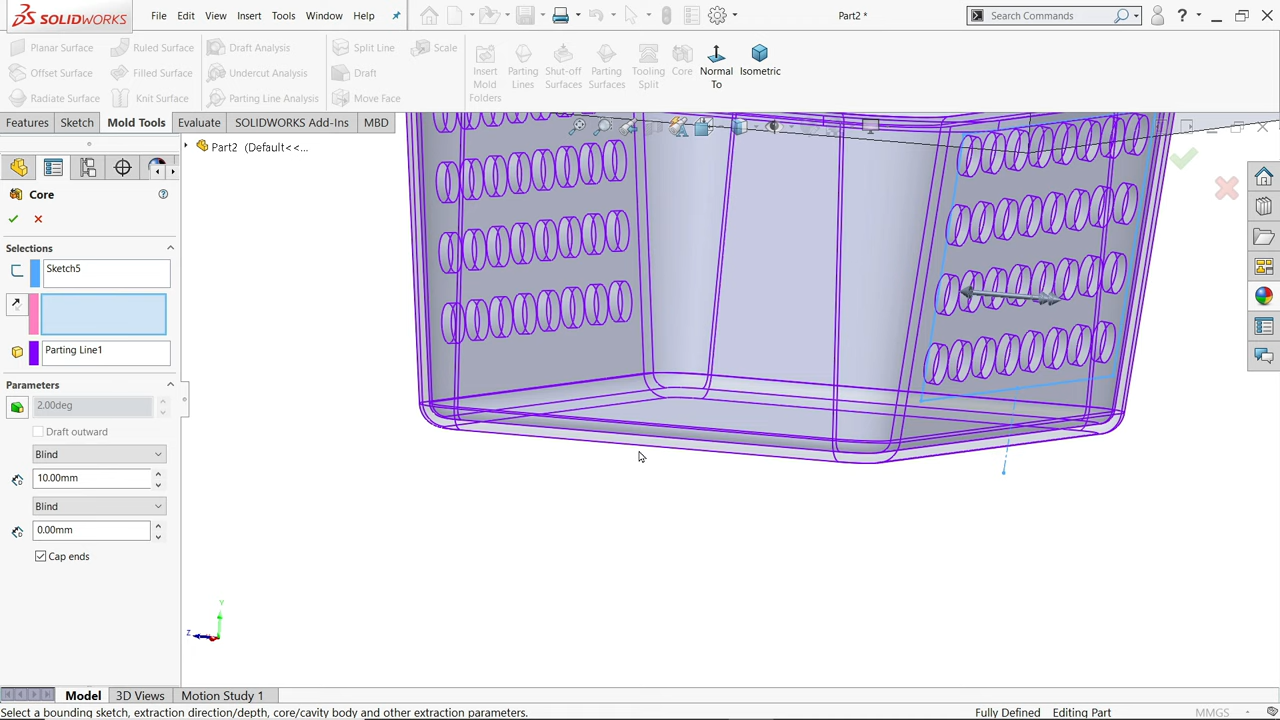 SOLIDWORKS
File
Edit
View
Insert
Tools
Window
Help
Part2 *
Search Commands
?
Planar Surface
Ruled Surface
Draft Analysis
Split Line
Scale
Offset Surface
Filled Surface
Undercut Analysis
Draft
Radiate Surface
Knit Surface
Parting Line Analysis
Move Face
Insert Mold Folders
Parting Lines
Shut-off Surfaces
Parting Surfaces
Tooling Split
Core
Normal To
Isometric
Features
Sketch
Mold Tools
Evaluate
SOLIDWORKS Add-Ins
MBD
Part2 (Default<<...
Core
Selections
Sketch5
Parting Line1
Parameters
2.00deg
Draft outward
Blind
10.00mm
Blind
0.00mm
Cap ends
Y
Z
Model
3D Views
Motion Study 1
Select a bounding sketch, extraction direction/depth, core/cavity body and other extraction parameters.
Fully Defined
Editing Part
MMGS